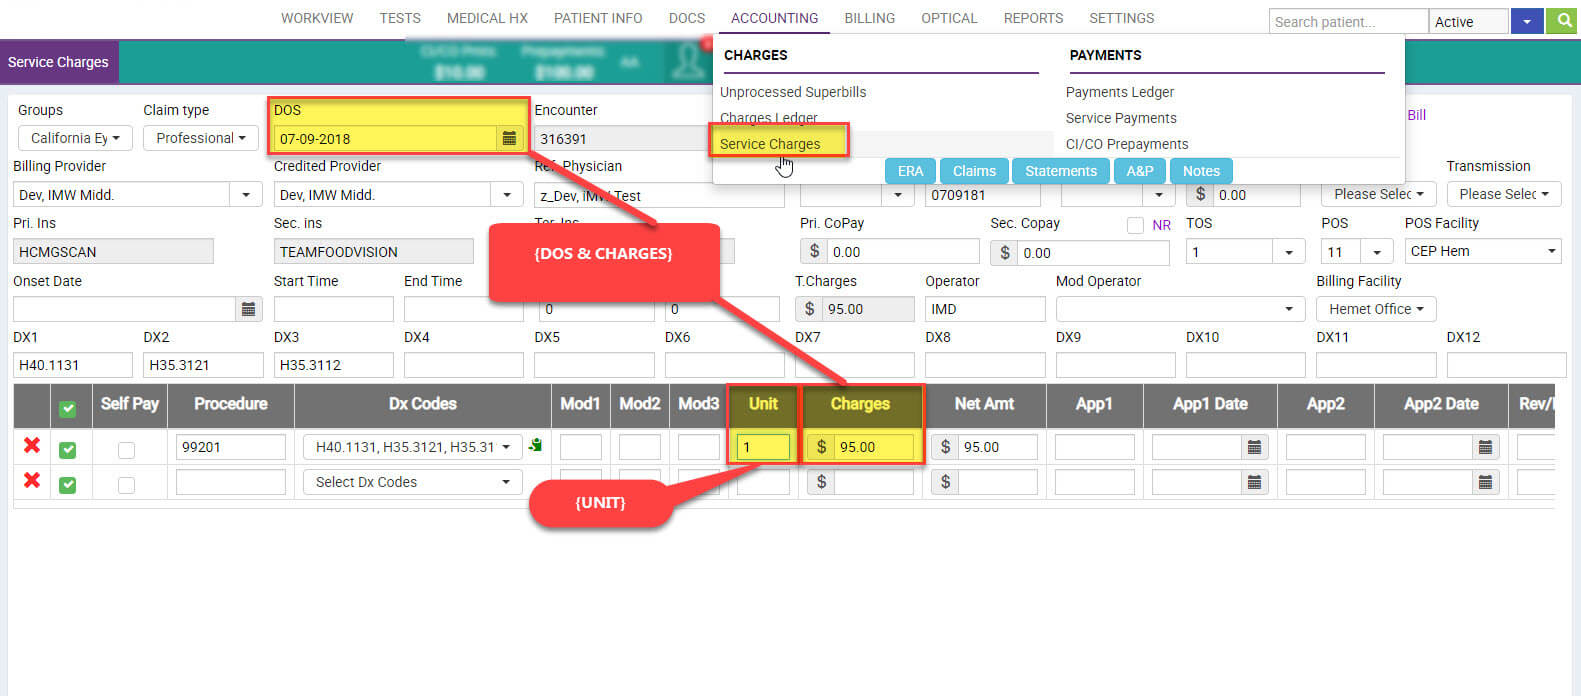 WORKVIEW TESTS MEDICAL HX PATIENT INFO DOCS ACCOUNTING BILLING OPTICAL REPORTS SETTINGS Search patient... Active
Service Charges CI/CO Pmts Prepayments AA
$10.00 $100.00
CHARGES PAYMENTS
Unprocessed Superbills Payments Ledger
Charges Ledger Service Payments
Service Charges CI/CO Prepayments
ERA Claims Statements A&P Notes
Groups Claim type DOS Encounter Bill
California Ey Professional 07-09-2018 316391
Billing Provider Credited Provider Ref. Physician Transmission
Dev, IMW Midd. Dev, IMW Midd. z_Dev, iMW Test 0709181 $ 0.00 Please Selec Please Selec
Pri. Ins Sec. ins Ter. Ins Pri. CoPay Sec. Copay NR TOS POS POS Facility
HCMGSCAN TEAMFOODVISION $ 0.00 $ 0.00 1 11 CEP Hem
{DOS & CHARGES}
Onset Date Start Time End Time T.Charges Operator Mod Operator Billing Facility
0 0 $ 95.00 IMD Hemet Office
DX1 DX2 DX3 DX4 DX5 DX6 DX7 DX8 DX9 DX10 DX11 DX12
H40.1131 H35.3121 H35.3112
Self Pay Procedure Dx Codes Mod1 Mod2 Mod3 Unit Charges Net Amt App1 App1 Date App2 App2 Date Rev/
99201 H40.1131, H35.3121, H35.31 1 $ 95.00 $ 95.00
Select Dx Codes $ $
{UNIT}